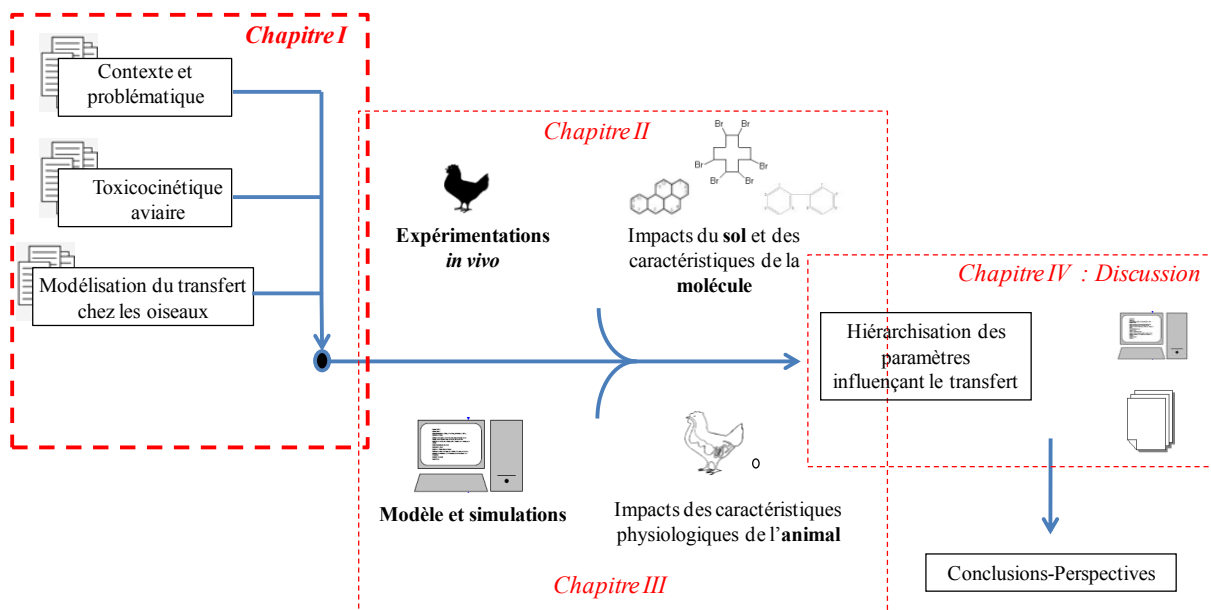 Chapitre I
Contexte et
problématique
Toxicocinétique
aviaire
Modélisation du transfert
chez les oiseaux
Chapitre II
Br
Br
Br
Br
Br
Br
Expérimentations
in vivo
Impacts du sol et des
caractéristiques de la
molécule
Modèle et simulations
Impacts des caractéristiques
physiologiques de l'animal
Chapitre III
Chapitre IV : Discussion
Hiérarchisation des
paramètres
influençant le transfert
Conclusions-Perspectives